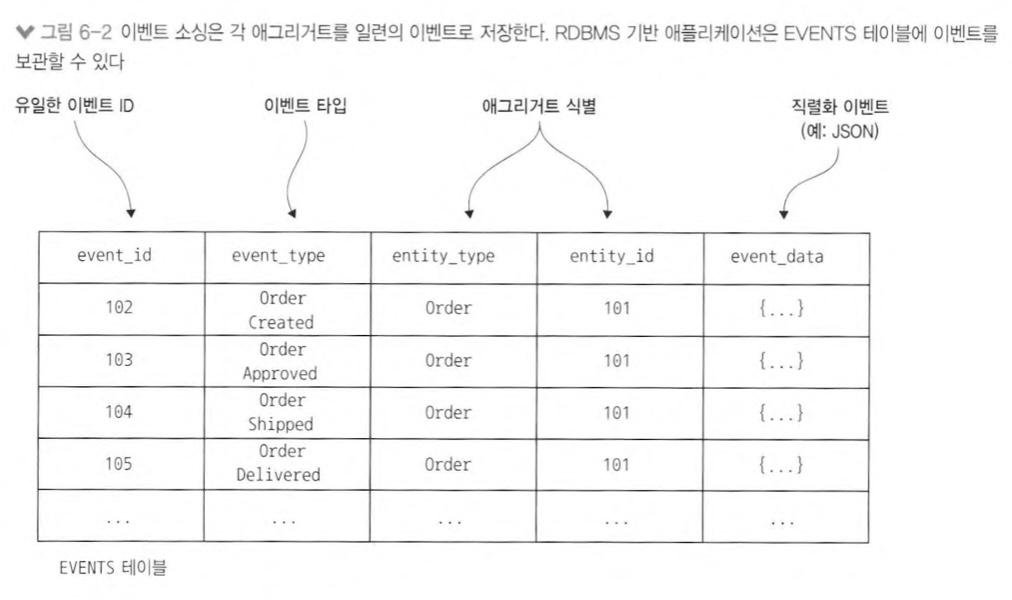 그림 6-2 이벤트 소싱은 각 애그리거트를 일련의 이벤트로 저장한다. RDBMS 기반 애플리케이션은 EVENTS 테이블에 이벤트를
보관할 수 있다
유일한 이벤트 ID 이벤트 타입 애그리거트 식별 직렬화 이벤트
(예: JSON)
event_id event_type entity_type entity_id event_data
102 Order Created Order 101 {...}
103 Order Approved Order 101 {...}
104 Order Shipped Order 101 {...}
105 Order Delivered Order 101 {...}
... ... ... ... ...
EVENTS 테이블